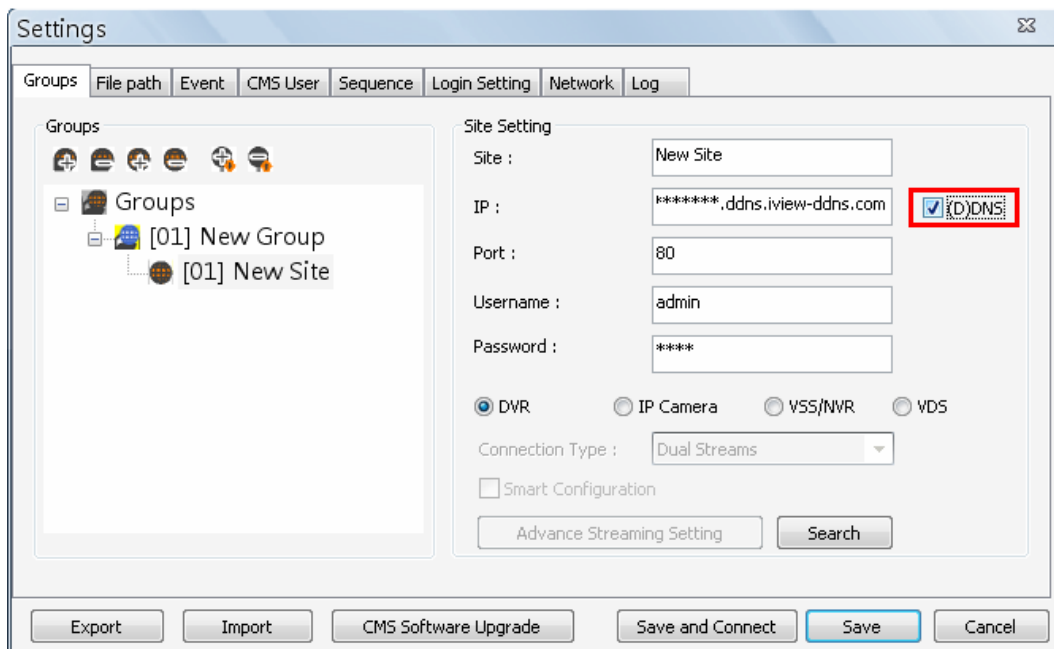 Settings
Groups File path Event CMS User Sequence Login Setting Network Log
Groups
Groups
[01] New Group
[01] New Site
Site Setting
Site : New Site
IP : *******.ddns.iview-ddns.com (D)DNS
Port : 80
Username : admin
Password : ****
DVR IP Camera VSS/NVR VDS
Connection Type : Dual Streams
Smart Configuration
Advance Streaming Setting Search
Export Import CMS Software Upgrade Save and Connect Save Cancel